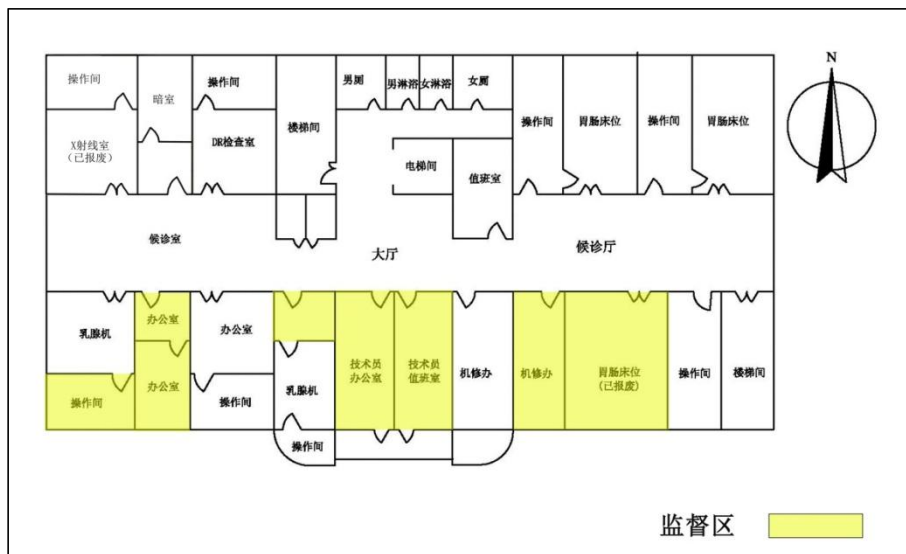 N
操作间
暗室
操作间
楼梯间
男厕
男淋浴
女淋浴
女厕
操作间
胃肠床位
操作间
胃肠床位
X射线室
（已报废）
DR检查室
电梯间
值班室
候诊室
大厅
候诊厅
乳腺机
办公室
办公室
操作间
办公室
操作间
乳腺机
操作间
技术员
办公室
技术员
值班室
机修办
机修办
胃肠床位
(已报废)
操作间
楼梯间
监督区